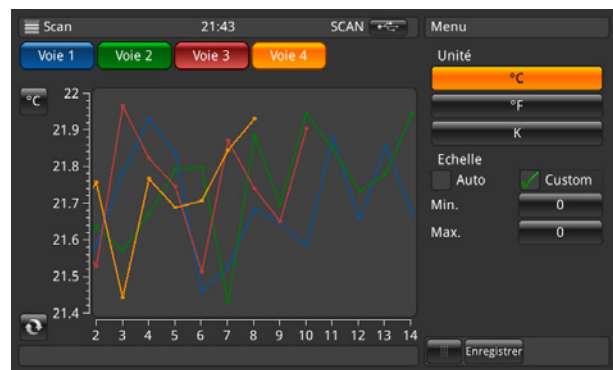 Scan 21:43 SCAN Menu
Voie 1 Voie 2 Voie 3 Voie 4
Unité
°C
°F
K
Echelle
Auto Custom
Min. 0
Max. 0
Enregistrer
°C
22
21.9
21.8
21.7
21.6
21.5
21.4
2 3 4 5 6 7 8 9 10 11 12 13 14